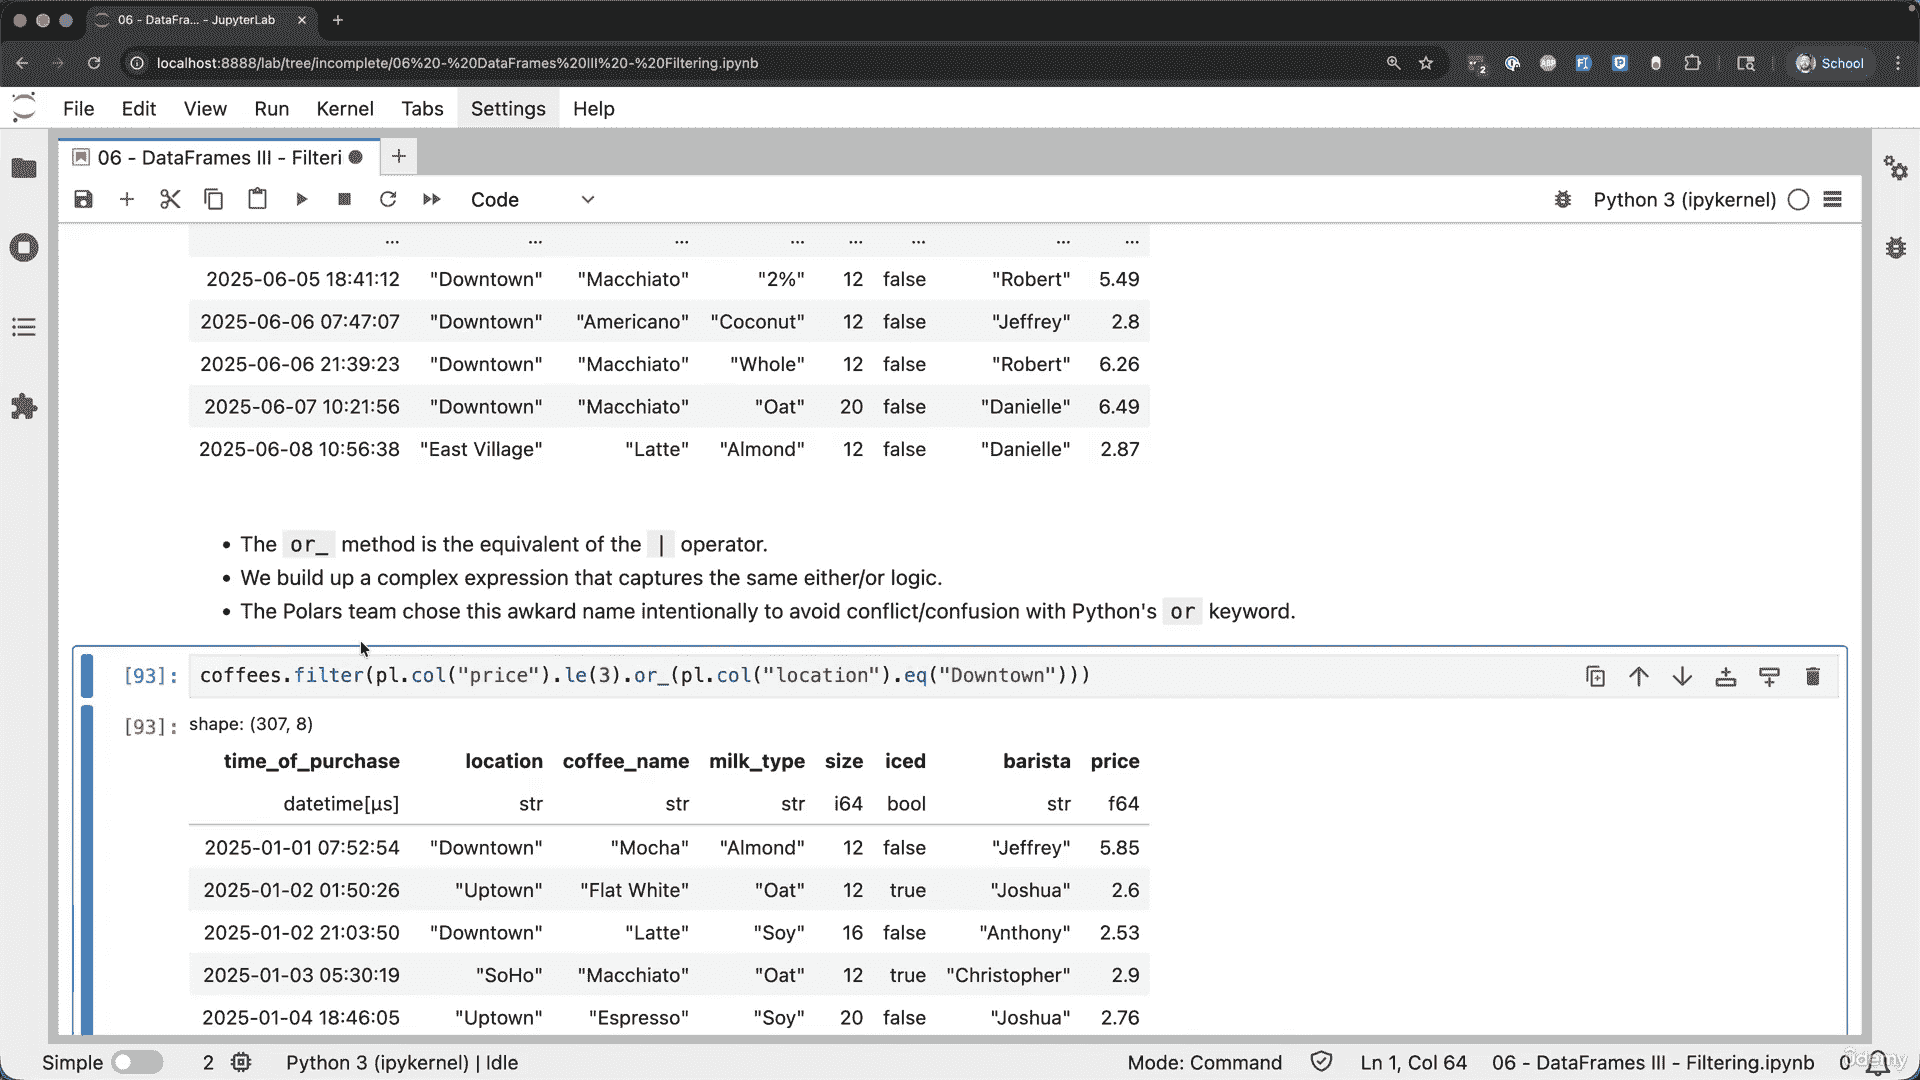 06 - DataFra... - JupyterLab
localhost:8888/lab/tree/incomplete/06%20-%20DataFrames%20III%20-%20Filtering.ipynb
2
ABP
School
File Edit View Run Kernel Tabs Settings Help
06 - DataFrames III - Filteri
Code
Python 3 (ipykernel)
... ... ... ... ... ... ... ...
2025-06-05 18:41:12 "Downtown" "Macchiato" "2%" 12 false "Robert" 5.49
2025-06-06 07:47:07 "Downtown" "Americano" "Coconut" 12 false "Jeffrey" 2.8
2025-06-06 21:39:23 "Downtown" "Macchiato" "Whole" 12 false "Robert" 6.26
2025-06-07 10:21:56 "Downtown" "Macchiato" "Oat" 20 false "Danielle" 6.49
2025-06-08 10:56:38 "East Village" "Latte" "Almond" 12 false "Danielle" 2.87
• The or_ method is the equivalent of the | operator.
• We build up a complex expression that captures the same either/or logic.
• The Polars team chose this awkard name intentionally to avoid conflict/confusion with Python's or keyword.
[93]: coffees.filter(pl.col("price").le(3).or_(pl.col("location").eq("Downtown")))
[93]: shape: (307, 8)
time_of_purchase location coffee_name milk_type size iced barista price
datetime[μs] str str str i64 bool str f64
2025-01-01 07:52:54 "Downtown" "Mocha" "Almond" 12 false "Jeffrey" 5.85
2025-01-02 01:50:26 "Uptown" "Flat White" "Oat" 12 true "Joshua" 2.6
2025-01-02 21:03:50 "Downtown" "Latte" "Soy" 16 false "Anthony" 2.53
2025-01-03 05:30:19 "SoHo" "Macchiato" "Oat" 12 true "Christopher" 2.9
2025-01-04 18:46:05 "Uptown" "Espresso" "Soy" 20 false "Joshua" 2.76
Simple 2 Python 3 (ipykernel) | Idle Mode: Command Ln 1, Col 64 06 - DataFrames III - Filtering.ipynb 0
udemy